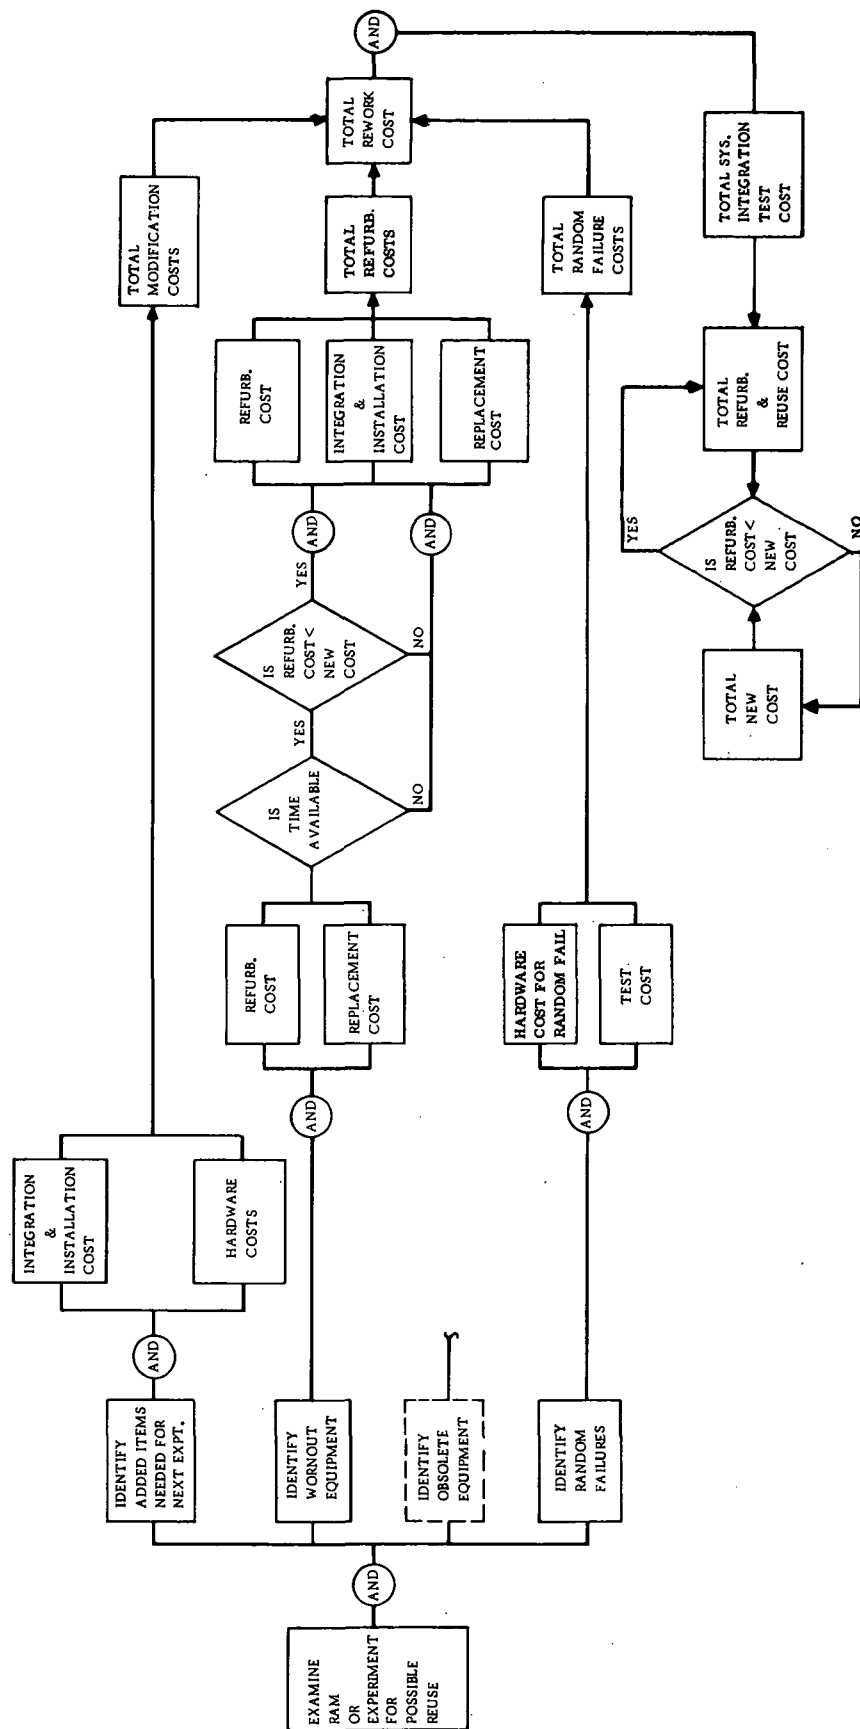 EXAMINE
RAM
OR
EXPERIMENT
FOR
POSSIBLE
REUSE
AND
IDENTIFY
ADDED ITEMS
NEEDED FOR
NEXT EXPT.
AND
INTEGRATION
&
INSTALLATION
COST
HARDWARE
COSTS
TOTAL
MODIFICATION
COSTS
IDENTIFY
WORNOUT
EQUIPMENT
AND
REFURB.
COST
REPLACEMENT
COST
IS
TIME
AVAILABLE
YES
NO
IS
REFURB.
COST <
NEW
COST
YES
NO
AND
AND
REFURB.
COST
INTEGRATION
&
INSTALLATION
COST
REPLACEMENT
COST
TOTAL
REFURB.
COSTS
TOTAL
REWORK
COST
AND
IDENTIFY
OBSOLETE
EQUIPMENT
IDENTIFY
RANDOM
FAILURES
AND
HARDWARE
COST FOR
RANDOM FAIL
TEST
COST
TOTAL
RANDOM
FAILURE
COSTS
TOTAL SYS.
INTEGRATION
TEST
COST
TOTAL
REFURB.
&
REUSE COST
YES
IS
REFURB.
COST <
NEW
COST
NO
TOTAL
NEW
COST